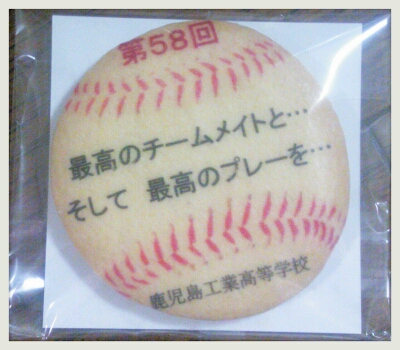 第58回
最高のチームメイトと…
そして 最高のプレーを…
鹿児島工業高等学校